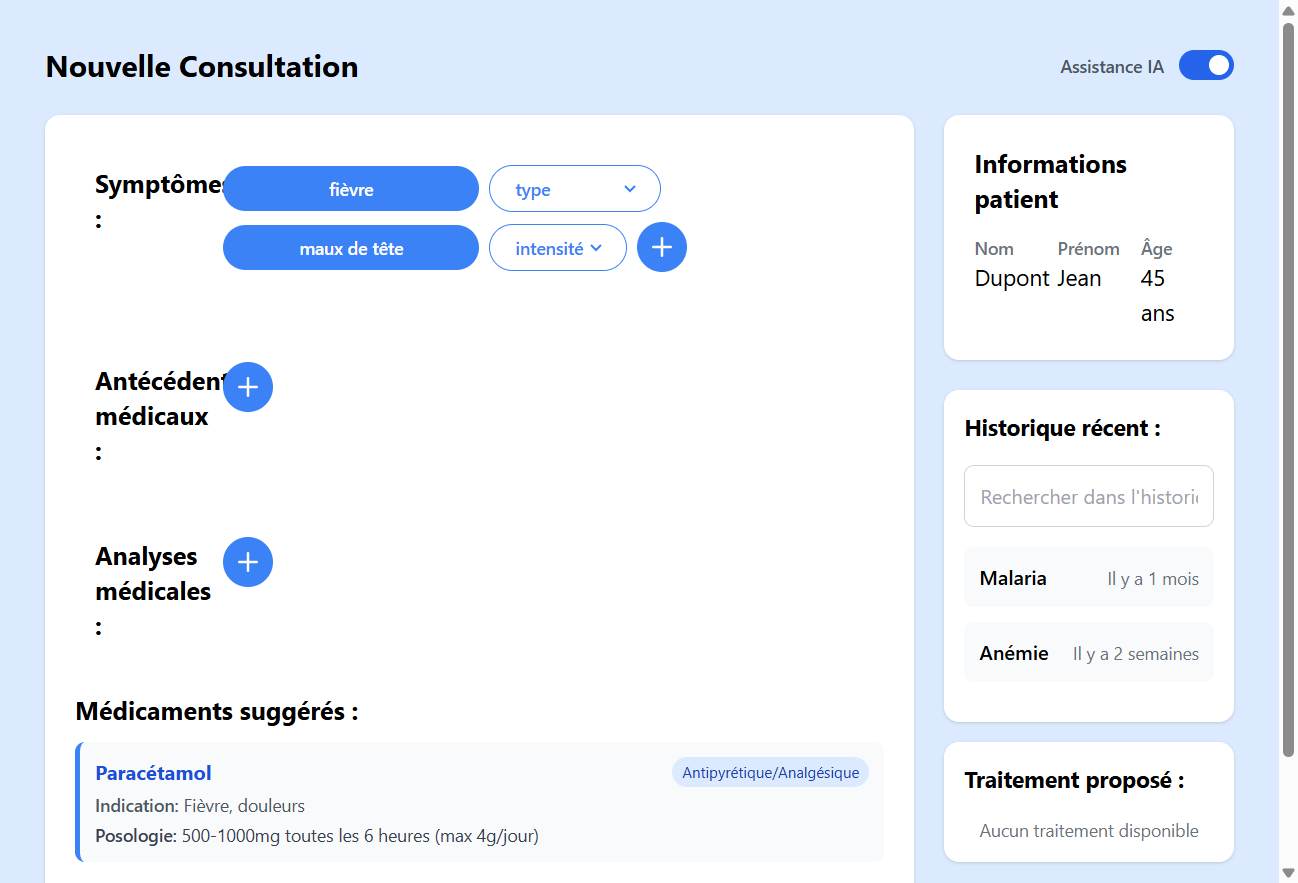 Nouvelle Consultation
Assistance IA
Symptômes
:
fièvre
type
maux de tête
intensité
Antécédent
médicaux
:
Analyses
médicales
:
Médicaments suggérés :
Paracétamol
Antipyrétique/Analgésique
Indication: Fièvre, douleurs
Posologie: 500-1000mg toutes les 6 heures (max 4g/jour)
Informations
patient
Nom Prénom Âge
Dupont Jean 45
ans
Historique récent :
Rechercher dans l'histori
Malaria Il y a 1 mois
Anémie Il y a 2 semaines
Traitement proposé :
Aucun traitement disponible